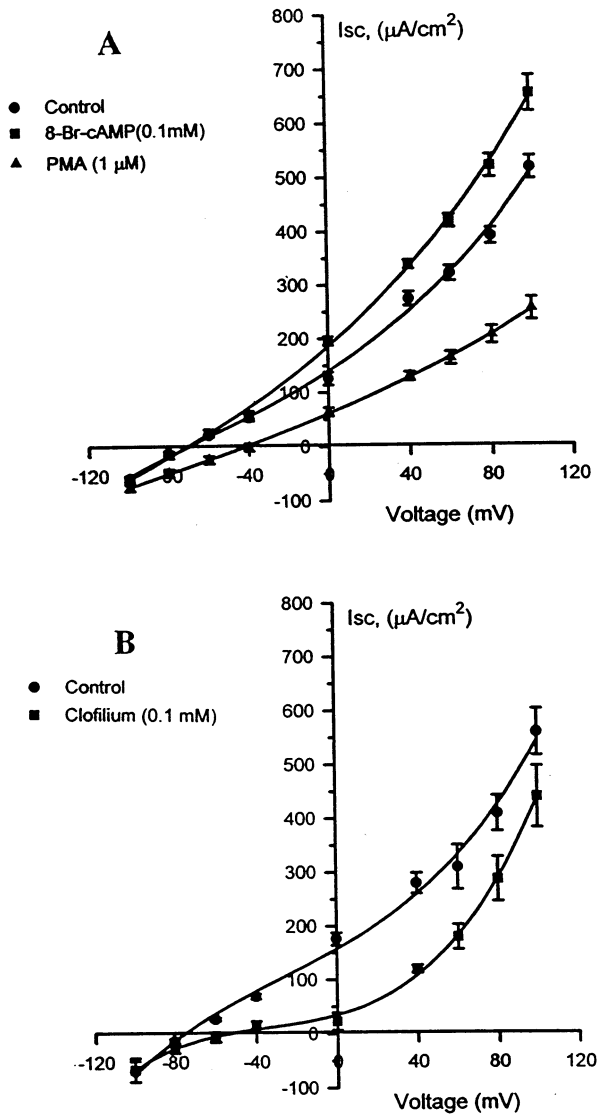 A
Isc, (μA/cm²)
Control
8-Br-cAMP(0.1mM)
PMA (1 μM)
800
700
600
500
400
300
200
100
0
-100
-120 -80 -40 0 40 80 120
Voltage (mV)
B
Isc, (μA/cm²)
Control
Clofilium (0.1 mM)
800
700
600
500
400
300
200
100
0
-100
-120 -80 -40 0 40 80 120
Voltage (mV)